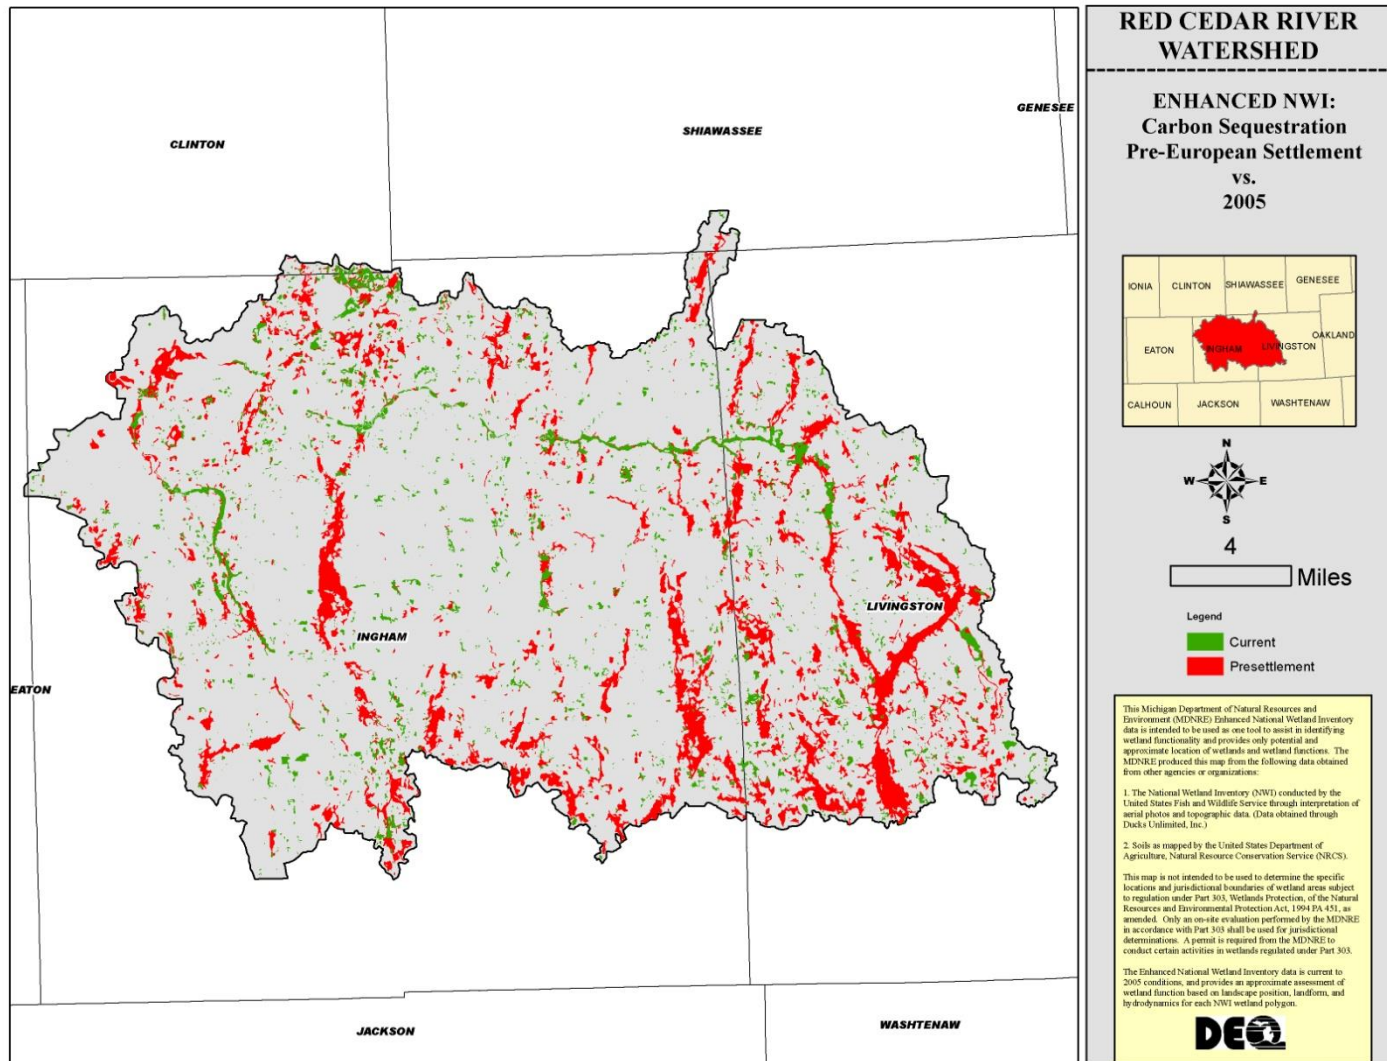 RED CEDAR RIVER
WATERSHED
ENHANCED NWI:
Carbon Sequestration
Pre-European Settlement
vs.
2005
GENESEE
SHIAWASSEE
CLINTON
LIVINGSTON
INGHAM
EATON
JACKSON
WASHTENAW
IONIA
CLINTON
SHIAWASSEE
GENESEE
OAKLAND
EATON
INGHAM
LIVINGSTON
CALHOUN
JACKSON
WASHTENAW
N
W
E
S
4
Miles
Legend
Current
Presettlement
This Michigan Department of Natural Resources and
Environment (MDNRE) Enhanced National Wetland Inventory
data is intended to be used as one tool to assist in identifying
wetland functionality and provides only potential and
approximate location of wetlands and wetland functions. The
MDNRE produced this map from the following data obtained
from other agencies or organizations:
1. The National Wetland Inventory (NWI) conducted by the
United States Fish and Wildlife Service through interpretation of
aerial photos and topographic data. (Data obtained through
Ducks Unlimited, Inc.)
2. Soils as mapped by the United States Department of
Agriculture, Natural Resource Conservation Service (NRCS).
This map is not intended to be used to determine the specific
locations and jurisdictional boundaries of wetland areas subject
to regulation under Part 303, Wetlands Protection, of the Natural
Resources and Environmental Protection Act, 1994 PA 451, as
amended. Only an on-site evaluation performed by the MDNRE
in accordance with Part 303 shall be used for jurisdictional
determinations. A permit is required from the MDNRE to
conduct certain activities in wetlands regulated under Part 303.
The Enhanced National Wetland Inventory data is current to
2005 conditions, and provides an approximate assessment of
wetland function based on landscape position, landform, and
hydrodynamics for each NWI wetland polygon.
DEQ